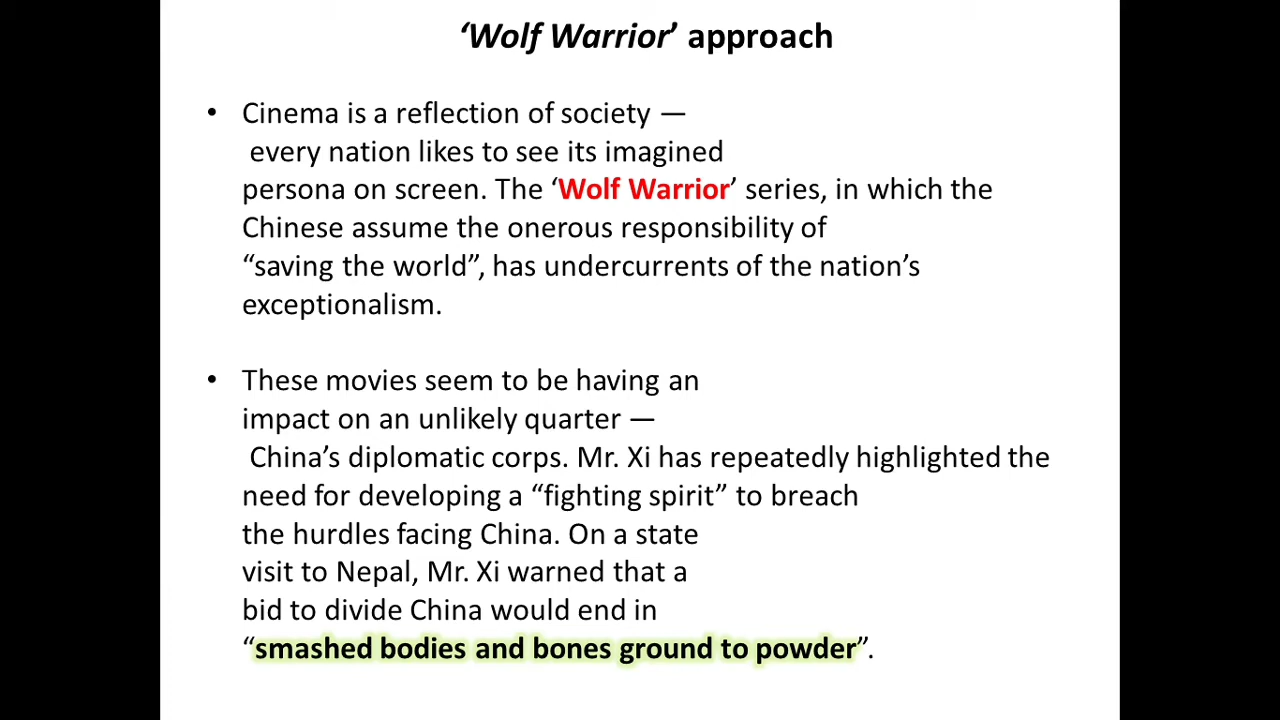 ‘Wolf Warrior’ approach
• Cinema is a reflection of society —
every nation likes to see its imagined
persona on screen. The ‘Wolf Warrior’ series, in which the
Chinese assume the onerous responsibility of
“saving the world”, has undercurrents of the nation’s
exceptionalism.
• These movies seem to be having an
impact on an unlikely quarter —
China’s diplomatic corps. Mr. Xi has repeatedly highlighted the
need for developing a “fighting spirit” to breach
the hurdles facing China. On a state
visit to Nepal, Mr. Xi warned that a
bid to divide China would end in
“smashed bodies and bones ground to powder”.